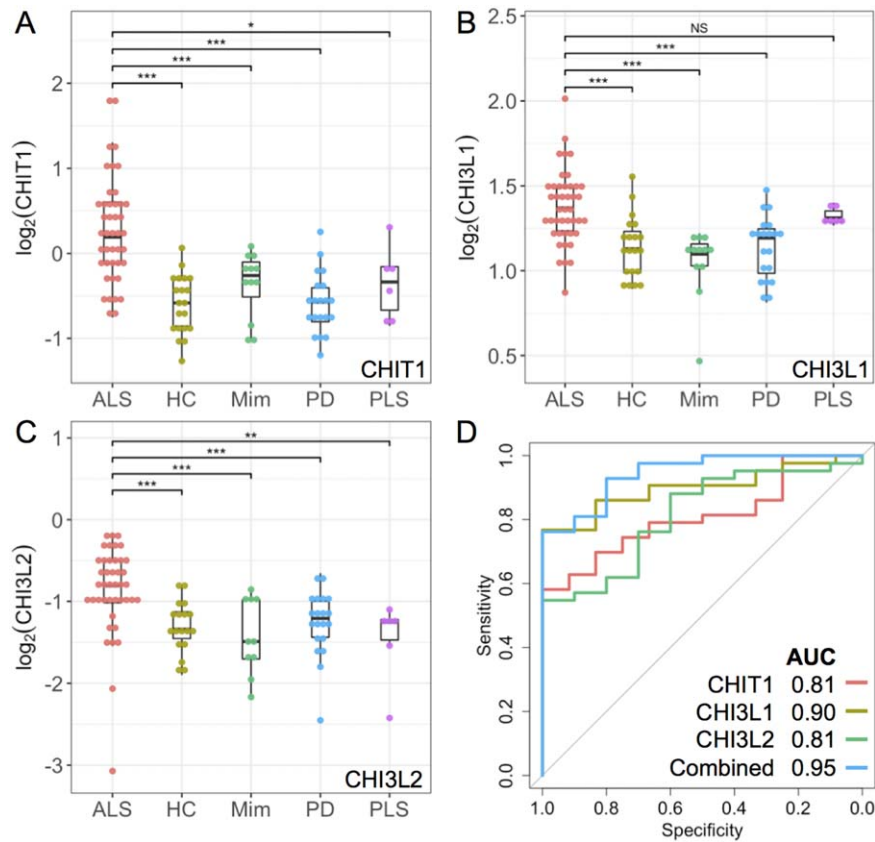 A
*
***
***
***
2
1
0
-1
log2(CHIT1)
CHIT1
ALS HC Mim PD PLS
B
NS
***
***
***
2.5
2.0
1.5
1.0
0.5
log2(CHI3L1)
CHI3L1
ALS HC Mim PD PLS
C
**
***
***
***
1
0
-1
-2
-3
log2(CHI3L2)
CHI3L2
ALS HC Mim PD PLS
D
1.0
0.8
0.6
0.4
0.2
0.0
Sensitivity
AUC
CHIT1 0.81
CHI3L1 0.90
CHI3L2 0.81
Combined 0.95
1.0 0.8 0.6 0.4 0.2 0.0
Specificity